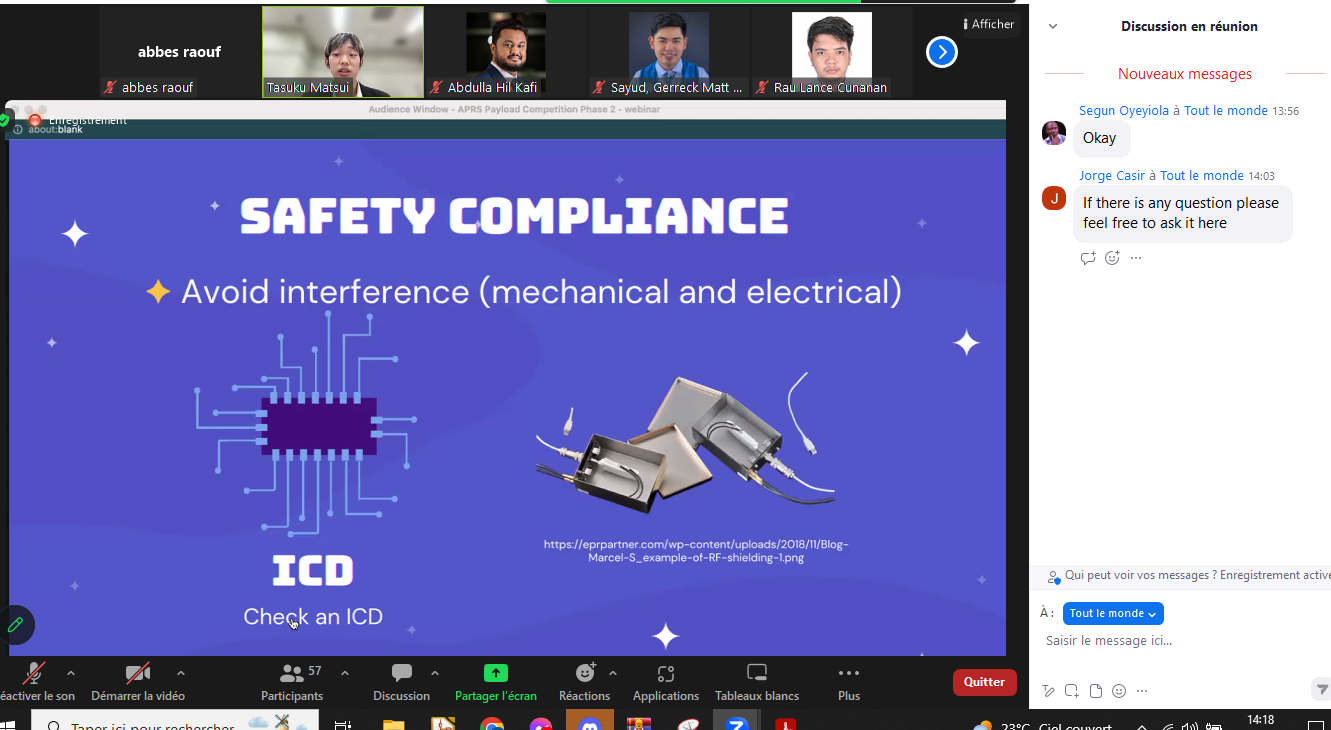 abbes raouf
abbes raouf
Tasuku Matsui
Abdulla Hil Kafi
Sayud, Gerreck Matt ...
Rau Lance Cunanan
Afficher
Audience Window - APRS Payload Competition Phase 2 - webinar
Enregistrement
about:blank
SAFETY COMPLIANCE
Avoid interference (mechanical and electrical)
ICD
Check an ICD
https://eprpartner.com/wp-content/uploads/2018/11/Blog-
Marcel-S_example-of-RF-shielding-1.png
Discussion en réunion
Nouveaux messages
Segun Oyeyiola à Tout le monde 13:56
Okay
Jorge Casir à Tout le monde 14:03
J
If there is any question please
feel free to ask it here
Qui peut voir vos messages ? Enregistrement activé
À :
Tout le monde
Saisir le message ici...
éactiver le son
Démarrer la vidéo
57
Participants
Discussion
Partager l'écran
Réactions
Applications
Tableaux blancs
Plus
Quitter
Taper ici pour rechercher
23°C Ciel couvert
14:18